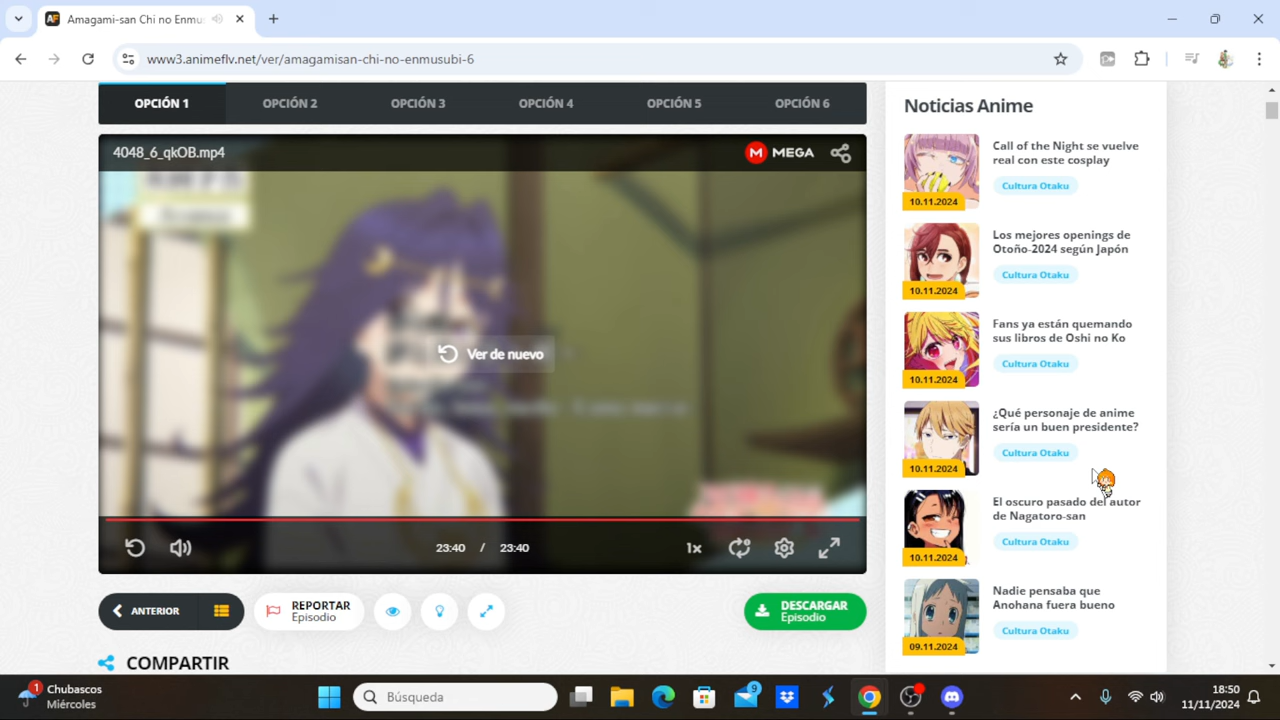 Amagami-san Chi no Enmus
www3.animeflv.net/ver/amagamisan-chi-no-enmusubi-6
OPCIÓN 1
OPCIÓN 2
OPCIÓN 3
OPCIÓN 4
OPCIÓN 5
OPCIÓN 6
4048_6_qkOB.mp4
M MEGA
Ver de nuevo
23:40 / 23:40
1x
ANTERIOR
REPORTAR
Episodio
DESCARGAR
Episodio
COMPARTIR
Noticias Anime
Call of the Night se vuelve
real con este cosplay
Cultura Otaku
10.11.2024
Los mejores openings de
Otoño-2024 según Japón
Cultura Otaku
10.11.2024
Fans ya están quemando
sus libros de Oshi no Ko
Cultura Otaku
10.11.2024
¿Qué personaje de anime
sería un buen presidente?
Cultura Otaku
10.11.2024
El oscuro pasado del autor
de Nagatoro-san
Cultura Otaku
10.11.2024
Nadie pensaba que
Anohana fuera bueno
Cultura Otaku
09.11.2024
1
Chubascos
Miércoles
Búsqueda
9
18:50
11/11/2024